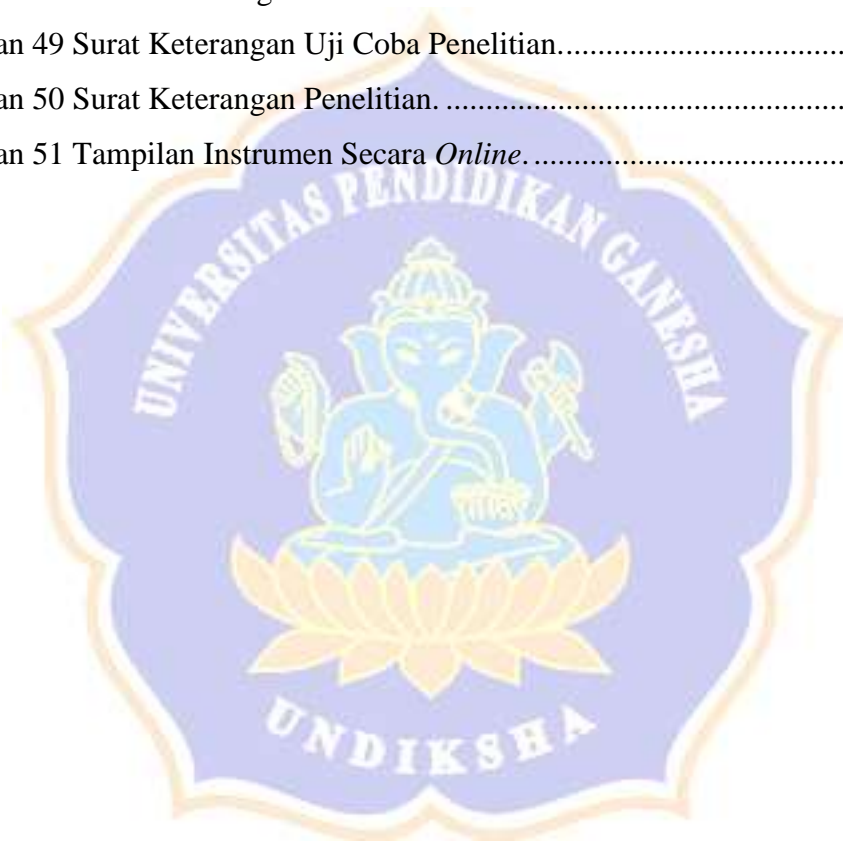 an 49 Surat Keterangan Uji Coba Penelitian.
an 50 Surat Keterangan Penelitian.
an 51 Tampilan Instrumen Secara Online.
UNIVERSITAS PENDIDIKAN GANESHA
UNDIKSHA